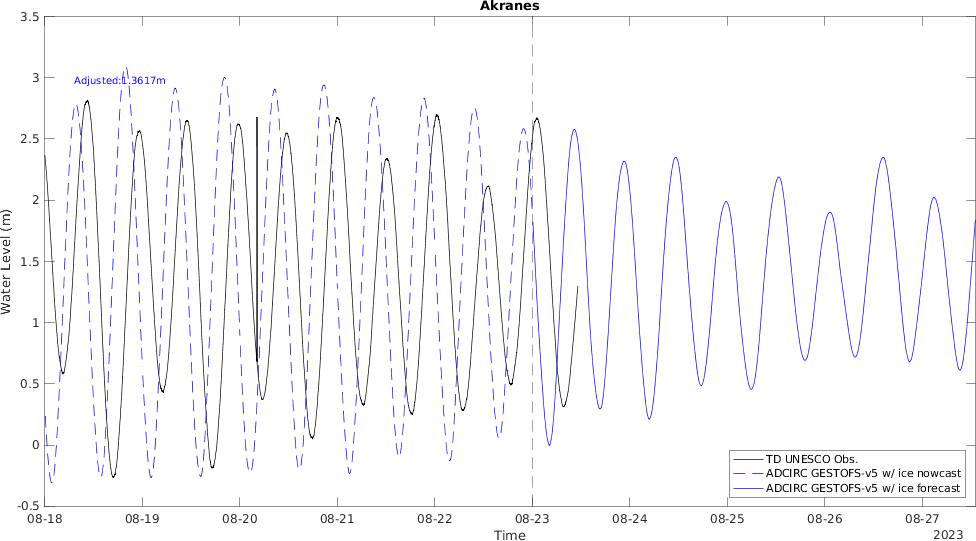 Akranes
3.5
3
2.5
2
1.5
1
0.5
0
-0.5
Water Level (m)
Adjusted:1.3617m
TD UNESCO Obs.
ADCIRC GESTOFS-v5 w/ ice nowcast
ADCIRC GESTOFS-v5 w/ ice forecast
08-18 08-19 08-20 08-21 08-22 08-23 08-24 08-25 08-26 08-27
Time
2023